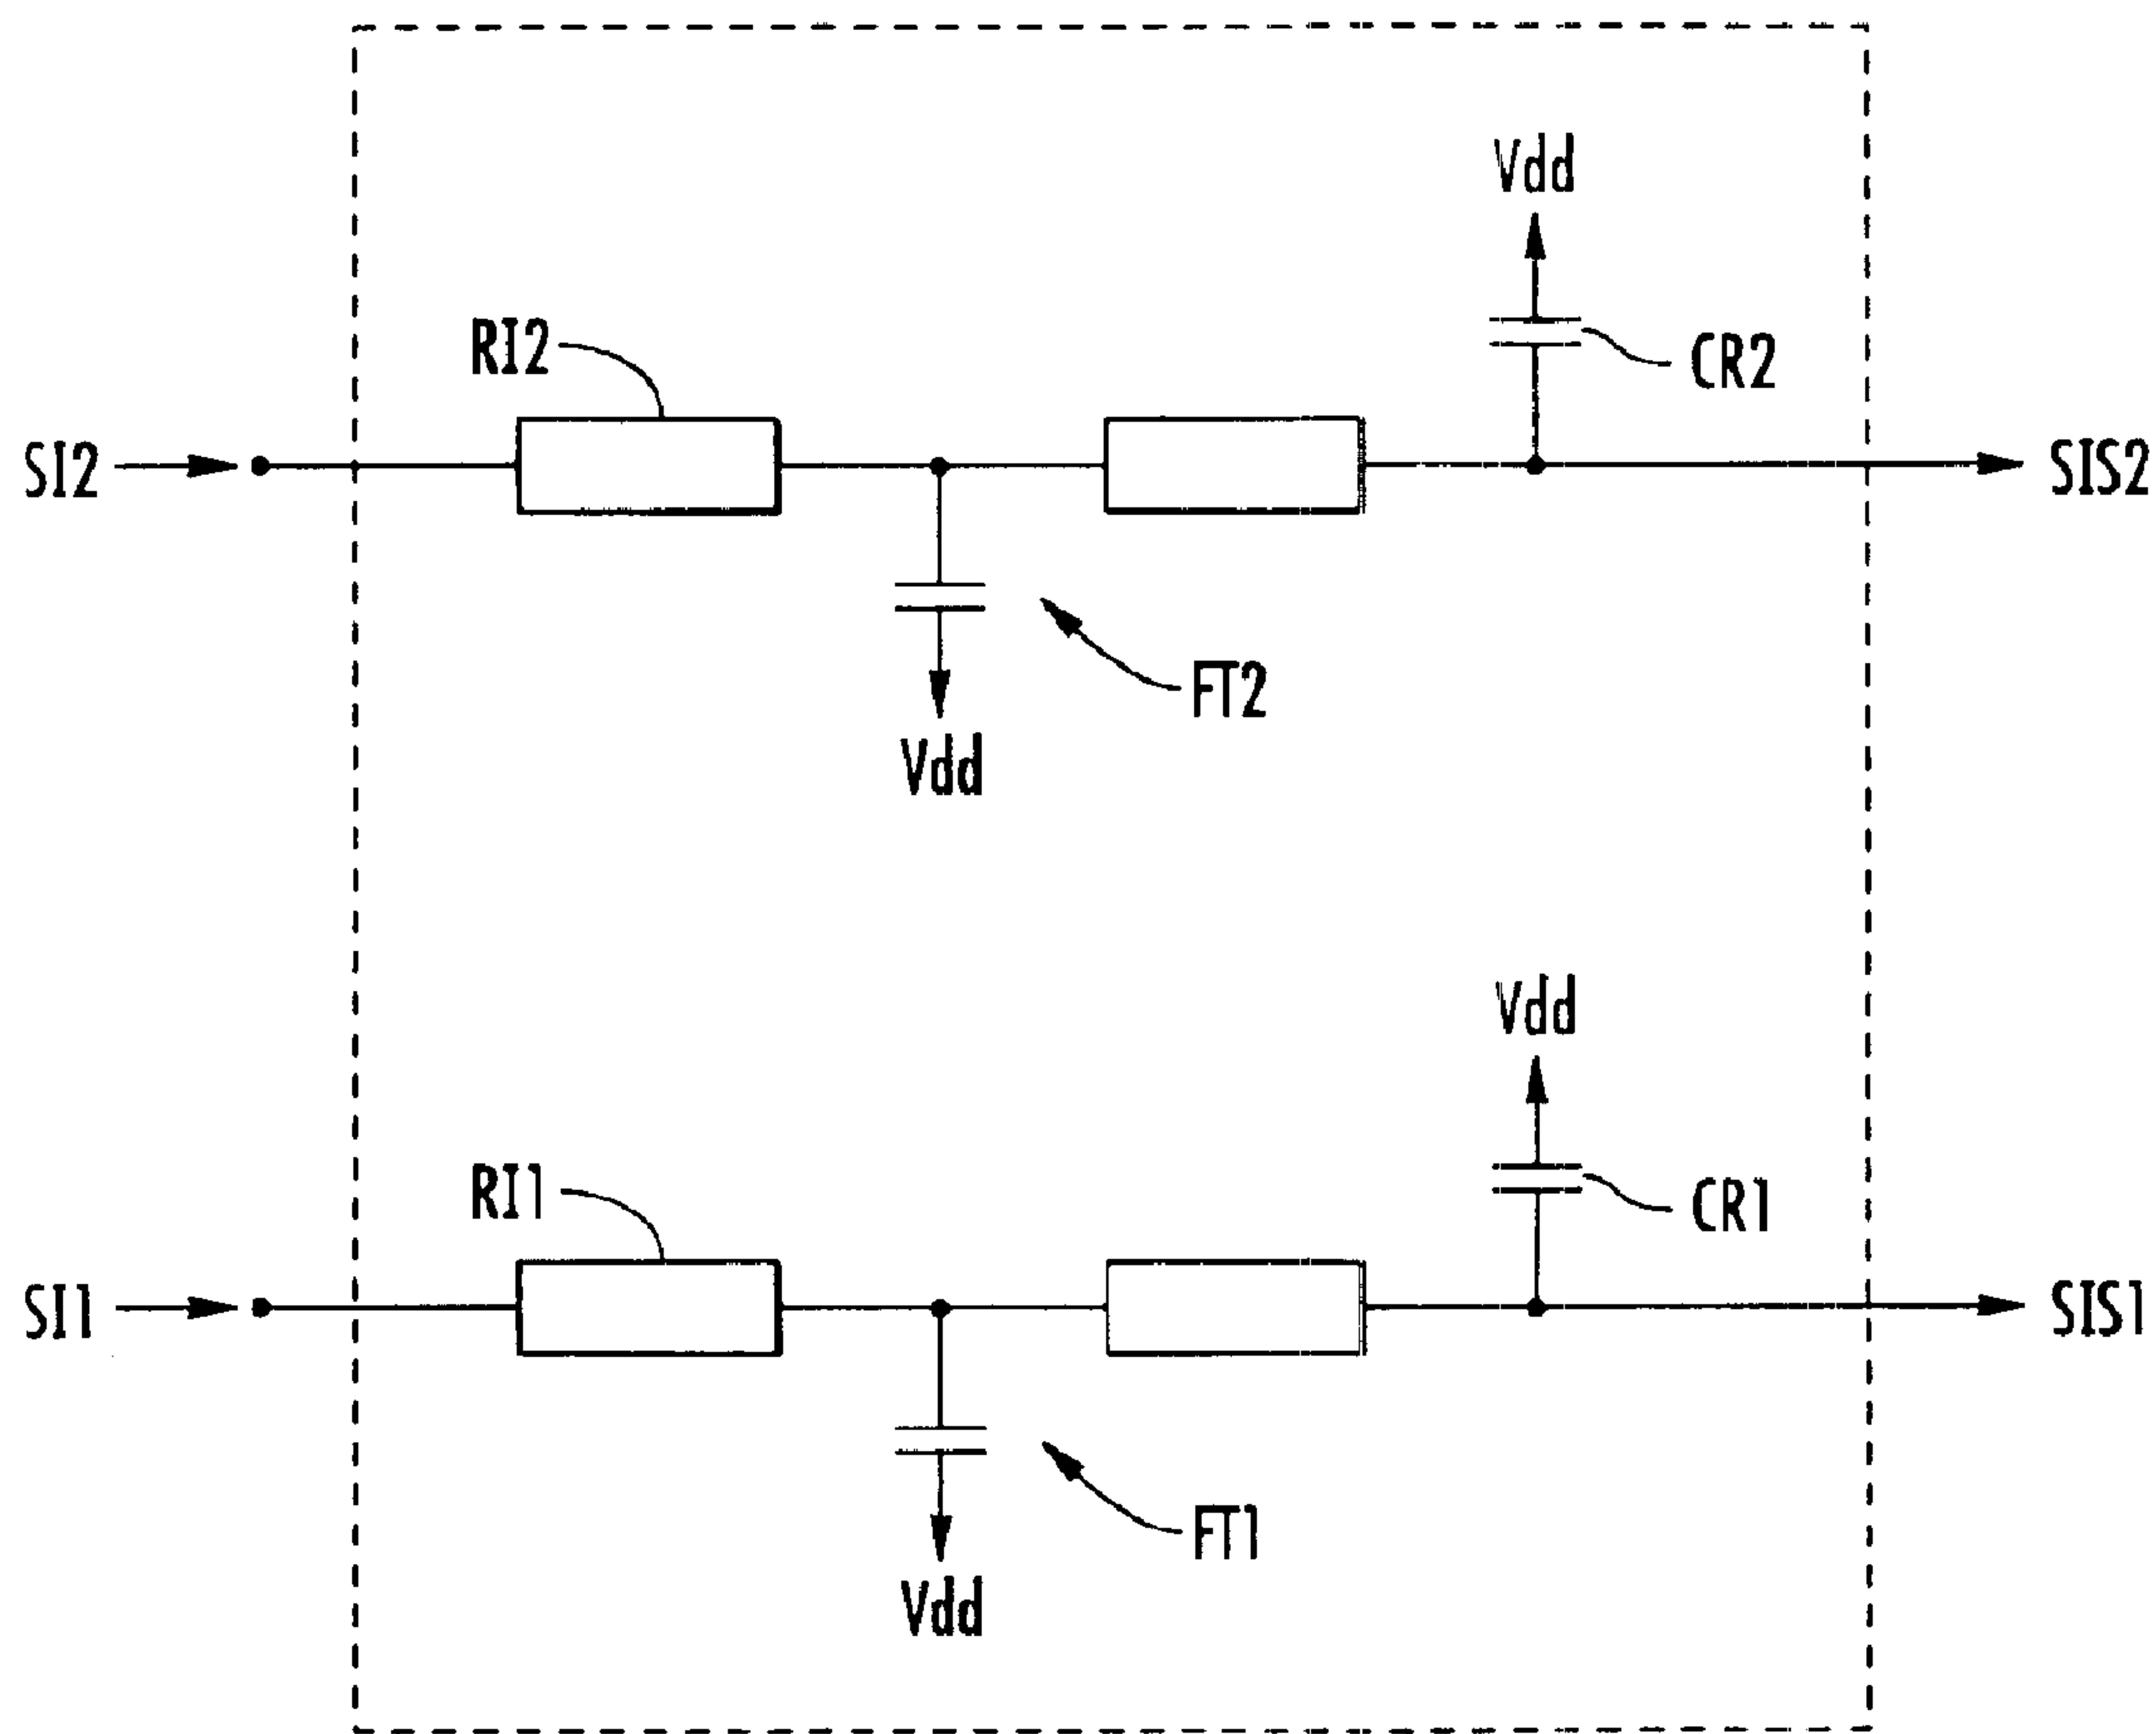 Vdd
RI2
CR2
SI2
SIS2
FT2
Vdd
Vdd
RI1
CR1
SI1
SIS1
FT1
Vdd